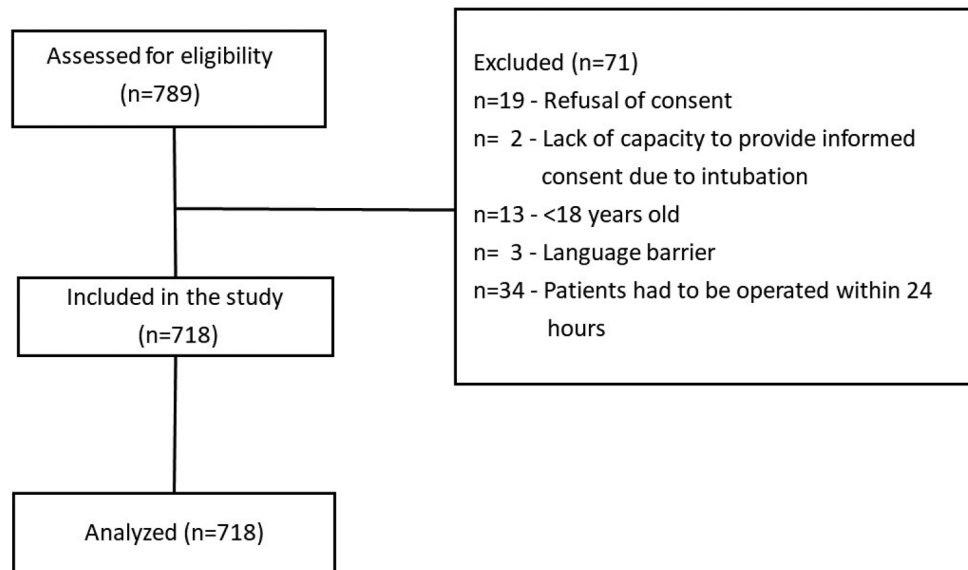 Assessed for eligibility
(n=789)
Excluded (n=71)
n=19 - Refusal of consent
n= 2 - Lack of capacity to provide informed
consent due to intubation
n=13 - <18 years old
n= 3 - Language barrier
n=34 - Patients had to be operated within 24
hours
Included in the study
(n=718)
Analyzed (n=718)